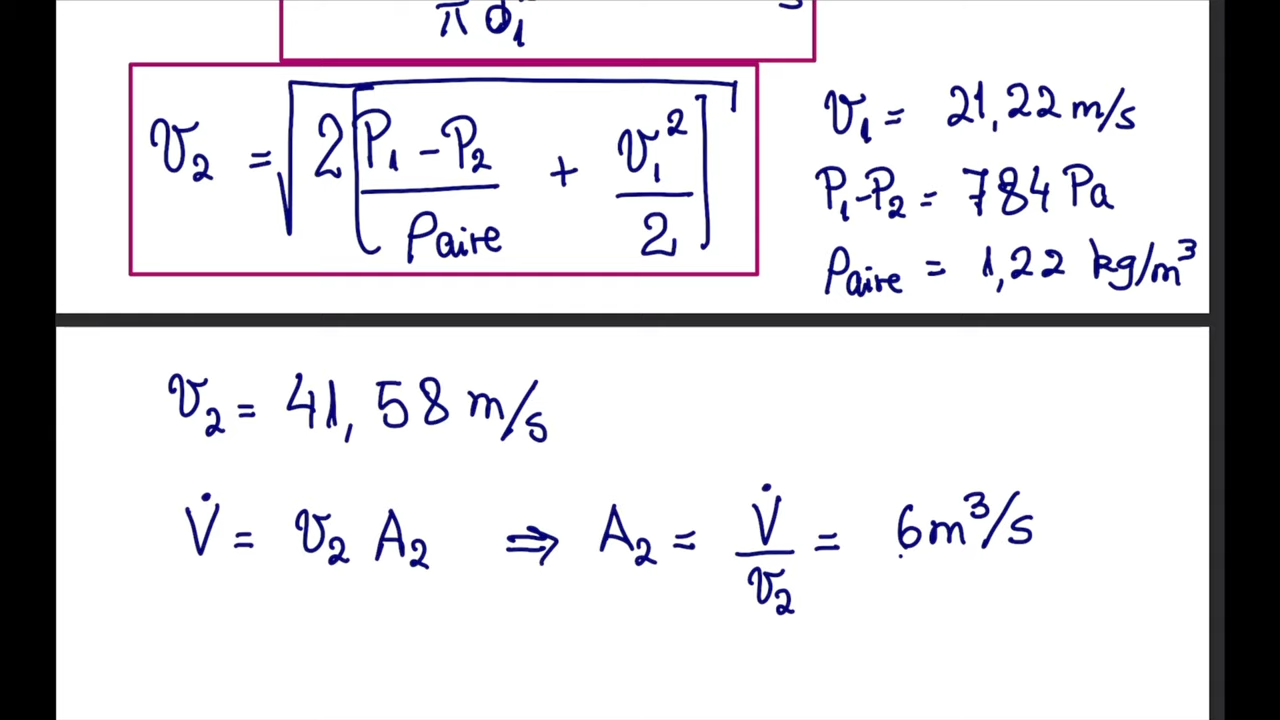 π d₁ 
v₂ = √2[(P₁ - P₂)/ρaire + v₁²/2]
v₁ = 21,22 m/s
P₁-P₂ = 784 Pa
ρaire = 1,22 kg/m³
v₂ = 41,58 m/s
V̇ = v₂ A₂ ⇒ A₂ = V̇/v₂ = 6m³/s